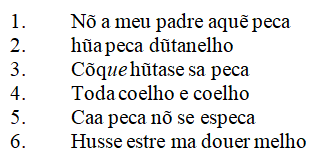 1. Nõ a meu padre aquẽ peca
2. hũa peca dũtanelho
3. Cõque hũtase sa peca
4. Toda coelho e coelho
5. Caa peca nõ se especa
6. Husse estre ma douer melho